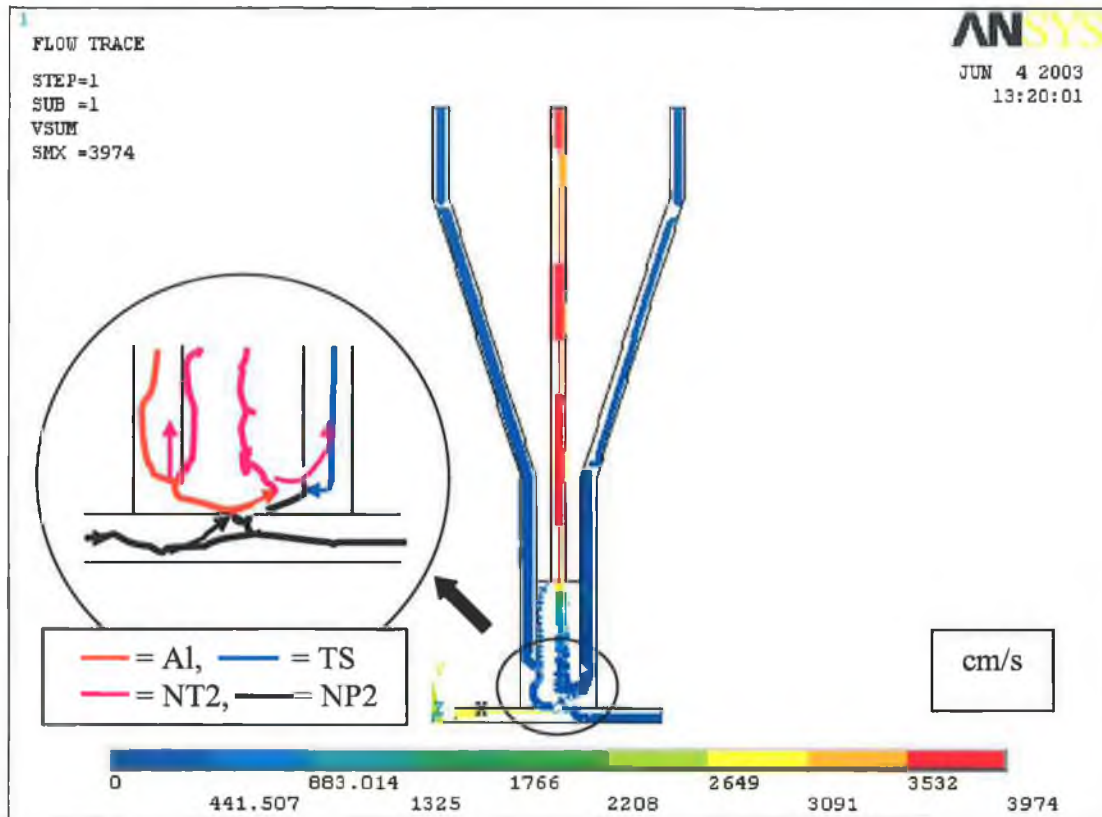 1
FLOW TRACE
STEP=1
SUB =1
VSUM
SMX =3974
ANSYS
JUN 4 2003
13:20:01
= Al, = TS
= NT2, = NP2
cm/s
Y
Z X
0 883.014 1766 2649 3532
441.507 1325 2208 3091 3974